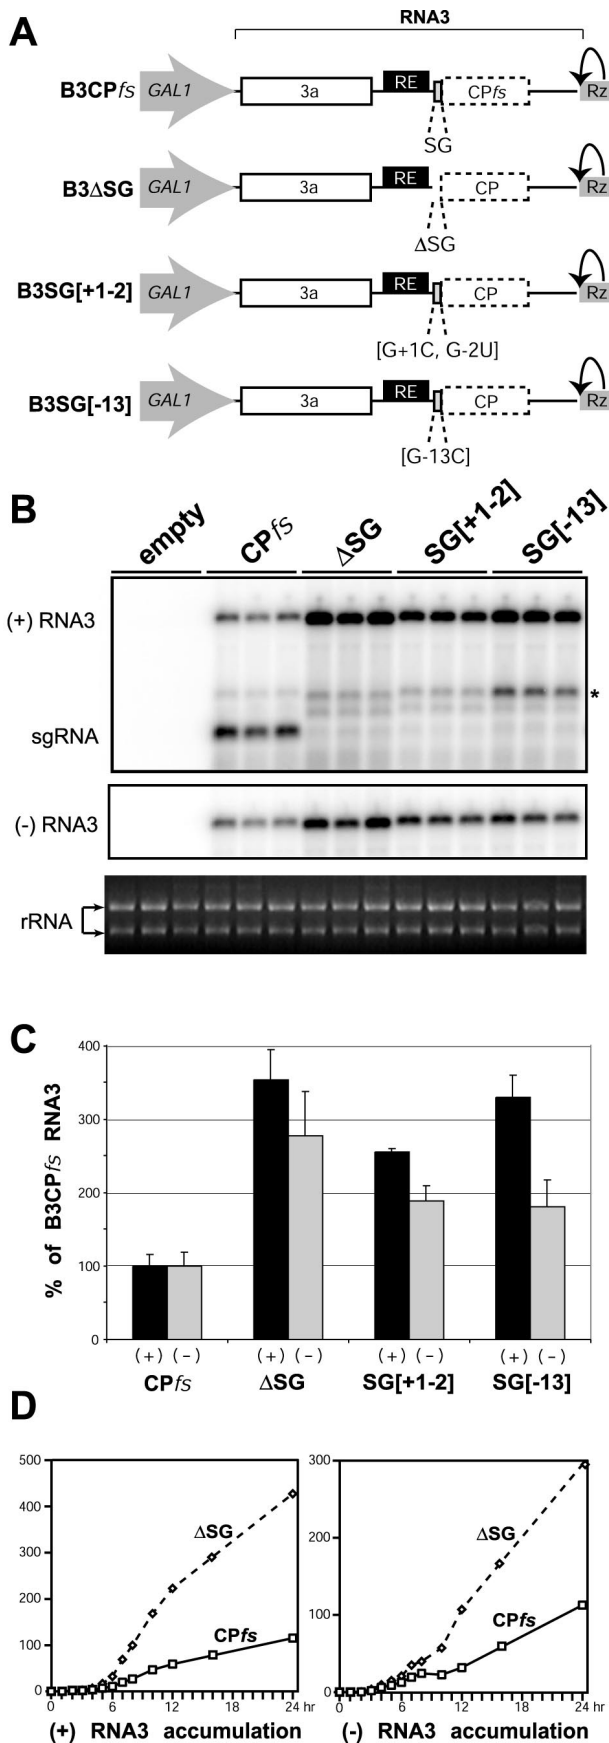 A
RNA3
B3CPfs GAL1 3a RE CPfs Rz
SG
B3ΔSG GAL1 3a RE CP Rz
ΔSG
B3SG[+1-2] GAL1 3a RE CP Rz
[G+1C, G-2U]
B3SG[-13] GAL1 3a RE CP Rz
[G-13C]
B
empty CPfs ΔSG SG[+1-2] SG[-13]
(+) RNA3
*
sgRNA
(-) RNA3
rRNA
C
% of B3CPfs RNA3
400
300
200
100
0
(+) (-) (+) (-) (+) (-) (+) (-)
CPfs ΔSG SG[+1-2] SG[-13]
D
500
400
300
200
100
0
ΔSG
CPfs
0 6 12 18 24 hr
(+) RNA3 accumulation
300
200
100
0
ΔSG
CPfs
0 6 12 18 24 hr
(-) RNA3 accumulation